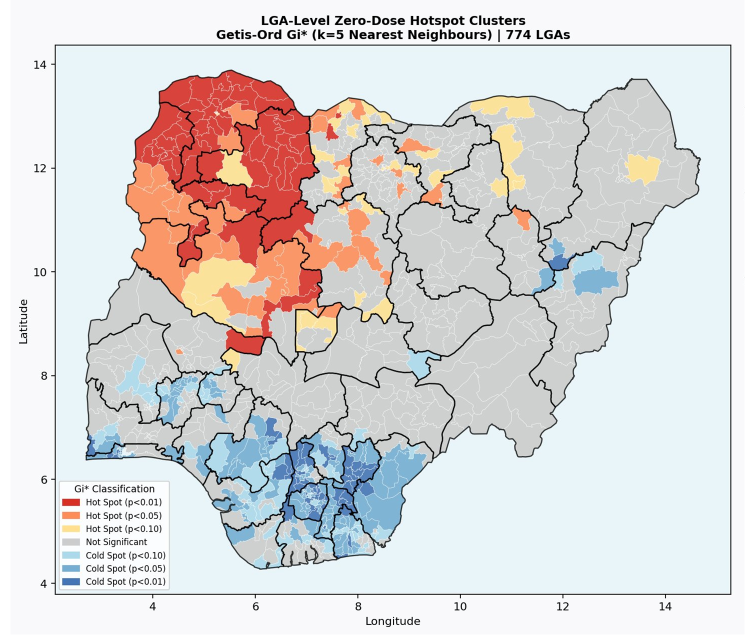 LGA-Level Zero-Dose Hotspot Clusters
Getis-Ord Gi* (k=5 Nearest Neighbours) | 774 LGAs
14
12
10
8
6
4
Latitude
Gi* Classification
Hot Spot (p<0.01)
Hot Spot (p<0.05)
Hot Spot (p<0.10)
Not Significant
Cold Spot (p<0.10)
Cold Spot (p<0.05)
Cold Spot (p<0.01)
4
6
8
10
12
14
Longitude